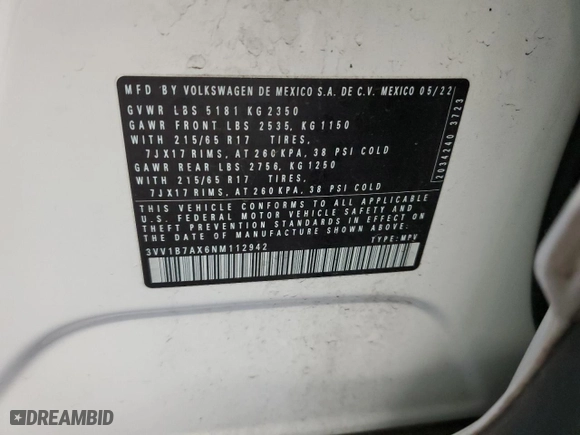 MFD BY VOLKSWAGEN DE MEXICO S.A. DE C.V. MEXICO 05/22
GVWR LBS 5181 KG 2350
GAWR FRONT LBS 2535, KG 1150
WITH 215/65 R17 TIRES,
7JX17 RIMS, AT 260 KPA, 38 PSI COLD
GAWR REAR LBS 2756, KG 1250
WITH 215/65 R17 TIRES,
7JX17 RIMS, AT 260 KPA, 38 PSI COLD
THIS VEHICLE CONFORMS TO ALL APPLICABLE
U.S. FEDERAL MOTOR VEHICLE SAFETY AND
THEFT PREVENTION STANDARDS IN EFFECT ON
THE DATE OF MANUFACTURE SHOWN ABOVE.
3VV1B7AX6NM112942 TYPE: MPV
2034240 3723
DREAMBID